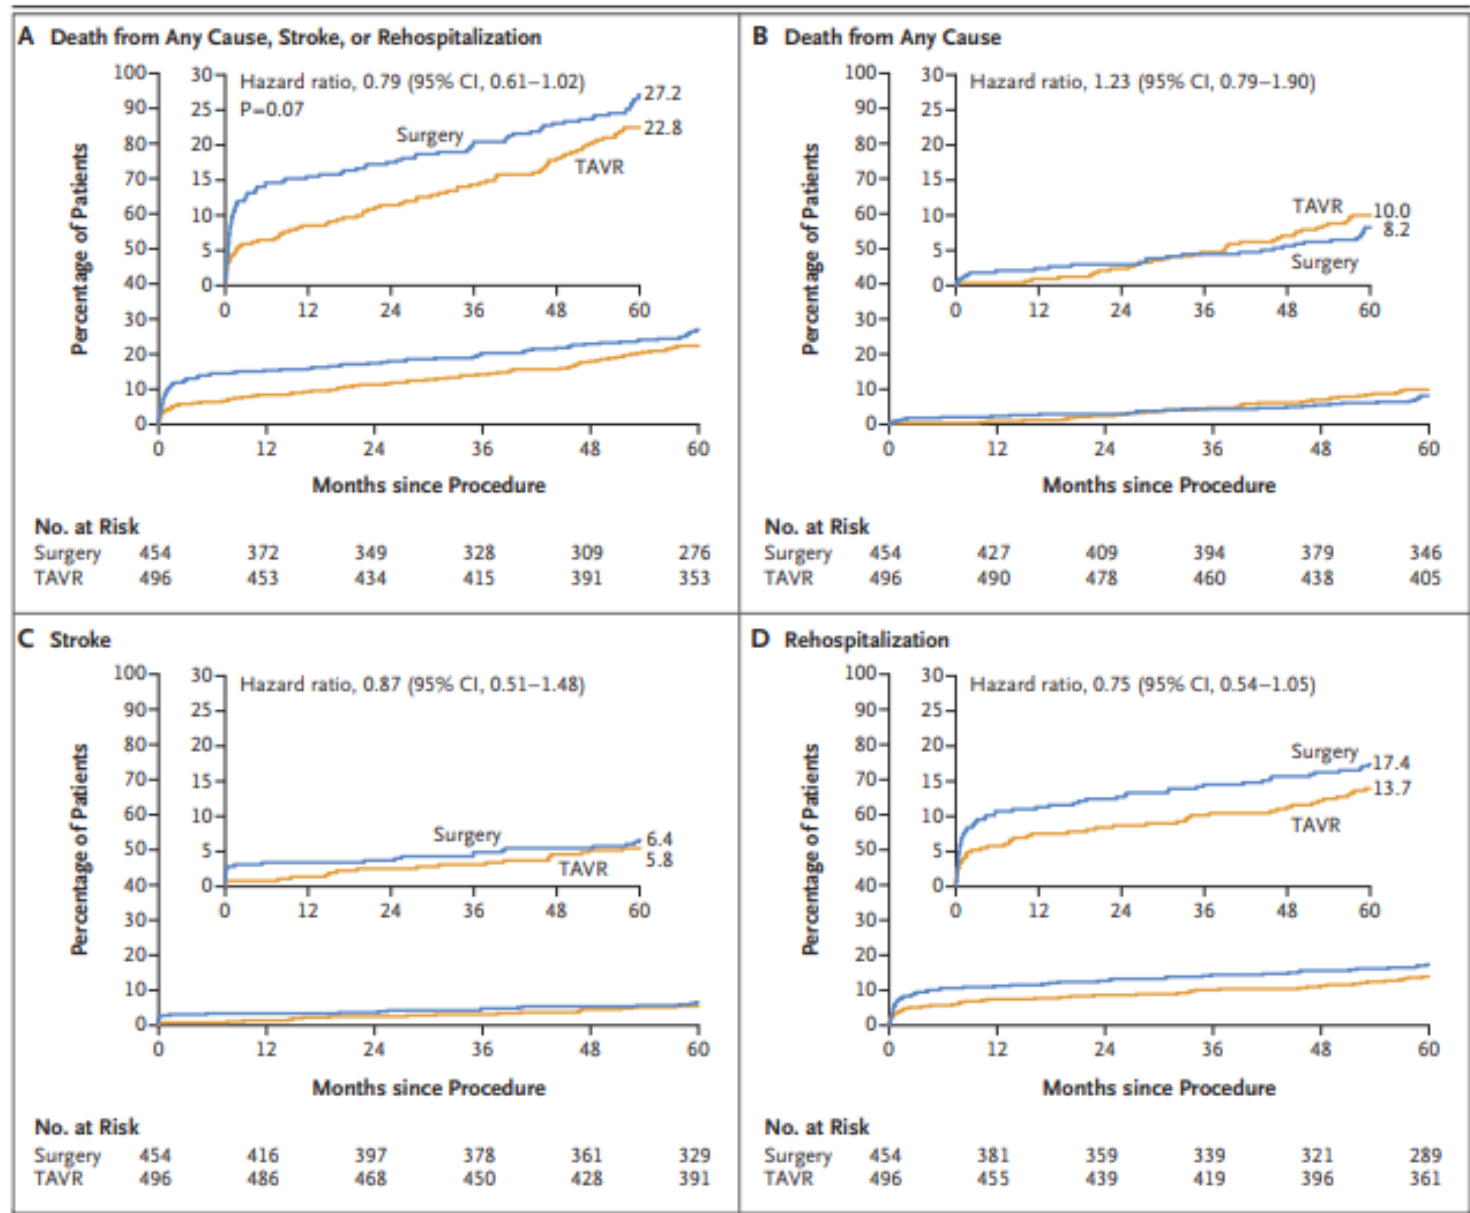 A Death from Any Cause, Stroke, or Rehospitalization
Percentage of Patients
100
90
80
70
60
50
40
30
20
10
0
30
25
20
15
10
5
0
Hazard ratio, 0.79 (95% CI, 0.61–1.02)
P=0.07
Surgery
27.2
22.8
TAVR
0 12 24 36 48 60
0 12 24 36 48 60
Months since Procedure
No. at Risk
Surgery 454 372 349 328 309 276
TAVR 496 453 434 415 391 353
B Death from Any Cause
Percentage of Patients
100
90
80
70
60
50
40
30
20
10
0
30
25
20
15
10
5
0
Hazard ratio, 1.23 (95% CI, 0.79–1.90)
TAVR
10.0
8.2
Surgery
0 12 24 36 48 60
0 12 24 36 48 60
Months since Procedure
No. at Risk
Surgery 454 427 409 394 379 346
TAVR 496 490 478 460 438 405
C Stroke
Percentage of Patients
100
90
80
70
60
50
40
30
20
10
0
30
25
20
15
10
5
0
Hazard ratio, 0.87 (95% CI, 0.51–1.48)
Surgery
6.4
5.8
TAVR
0 12 24 36 48 60
0 12 24 36 48 60
Months since Procedure
No. at Risk
Surgery 454 416 397 378 361 329
TAVR 496 486 468 450 428 391
D Rehospitalization
Percentage of Patients
100
90
80
70
60
50
40
30
20
10
0
30
25
20
15
10
5
0
Hazard ratio, 0.75 (95% CI, 0.54–1.05)
Surgery
17.4
13.7
TAVR
0 12 24 36 48 60
0 12 24 36 48 60
Months since Procedure
No. at Risk
Surgery 454 381 359 339 321 289
TAVR 496 455 439 419 396 361